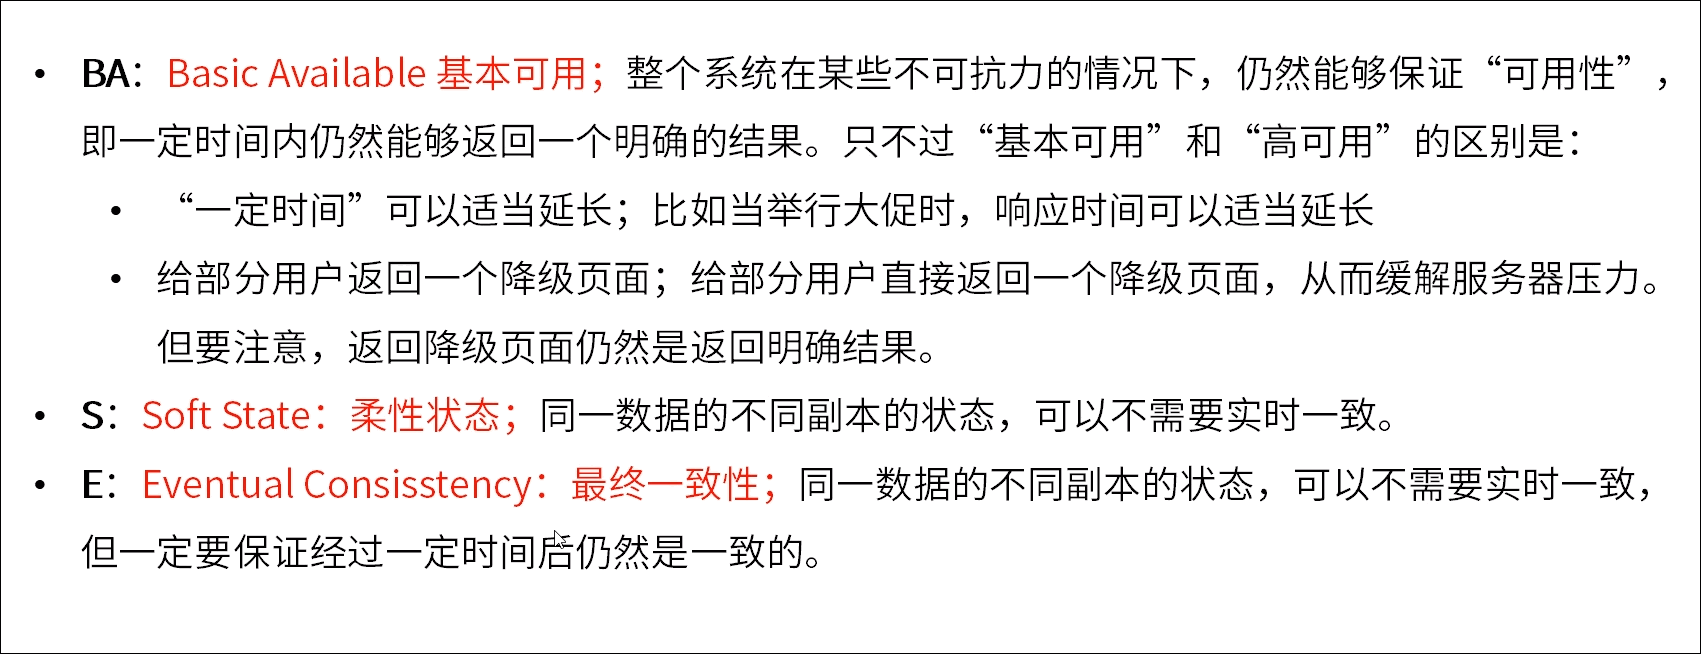 • BA：Basic Available 基本可用；整个系统在某些不可抗力的情况下，仍然能够保证“可用性”，
即一定时间内仍然能够返回一个明确的结果。只不过“基本可用”和“高可用”的区别是：
• “一定时间”可以适当延长；比如当举行大促时，响应时间可以适当延长
• 给部分用户返回一个降级页面；给部分用户直接返回一个降级页面，从而缓解服务器压力。
但要注意，返回降级页面仍然是返回明确结果。
• S：Soft State：柔性状态；同一数据的不同副本的状态，可以不需要实时一致。
• E：Eventual Consisstency：最终一致性；同一数据的不同副本的状态，可以不需要实时一致，
但一定要保证经过一定时间后仍然是一致的。